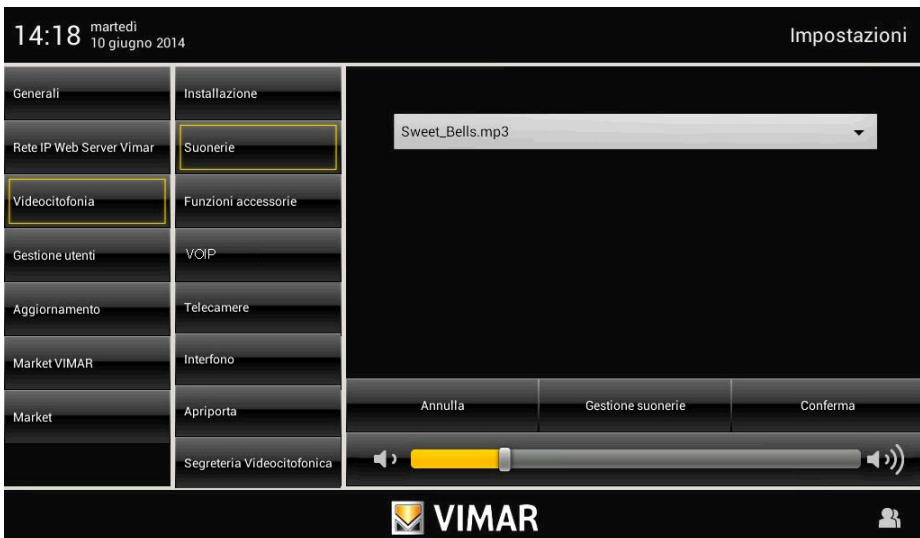 14:18
martedì
10 giugno 2014
Impostazioni
Generali
Rete IP Web Server Vimar
Videocitofonia
Gestione utenti
Aggiornamento
Market VIMAR
Market
Installazione
Suonerie
Funzioni accessorie
VOIP
Telecamere
Interfono
Apriporta
Segreteria Videocitofonica
Sweet_Bells.mp3
Annulla
Gestione suonerie
Conferma
VIMAR